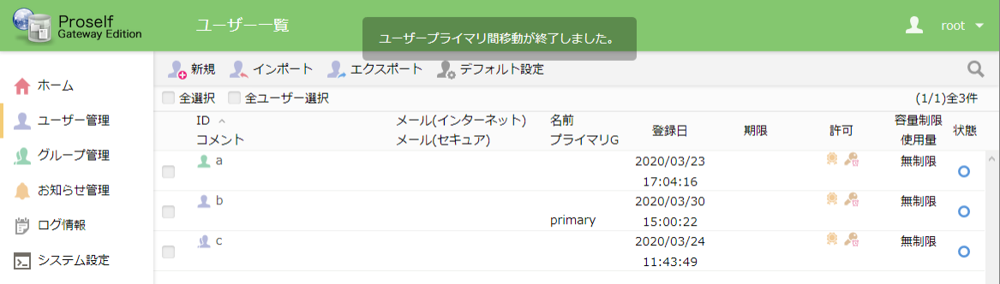 Proself
Gateway Edition
ユーザー一覧
ユーザープライマリ間移動が終了しました。
root
ホーム
ユーザー管理
グループ管理
お知らせ管理
ログ情報
システム設定
新規 インポート エクスポート デフォルト設定
全選択 全ユーザー選択 (1/1)全3件
ID メール(インターネット) 名前 登録日 期限 許可 容量制限 状態
コメント メール(セキュア) プライマリG 使用量
a 2020/03/23 無制限
17:04:16
b 2020/03/30 無制限
primary 15:00:22
c 2020/03/24 無制限
11:43:49